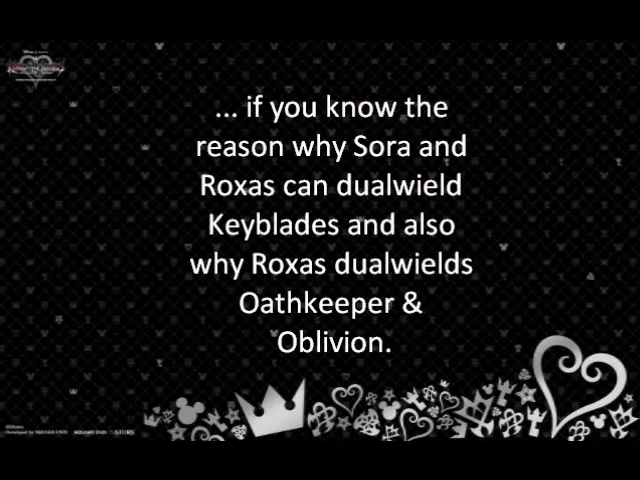 ... if you know the
reason why Sora and
Roxas can dualwield
Keyblades and also
why Roxas dualwields
Oathkeeper &
Oblivion.